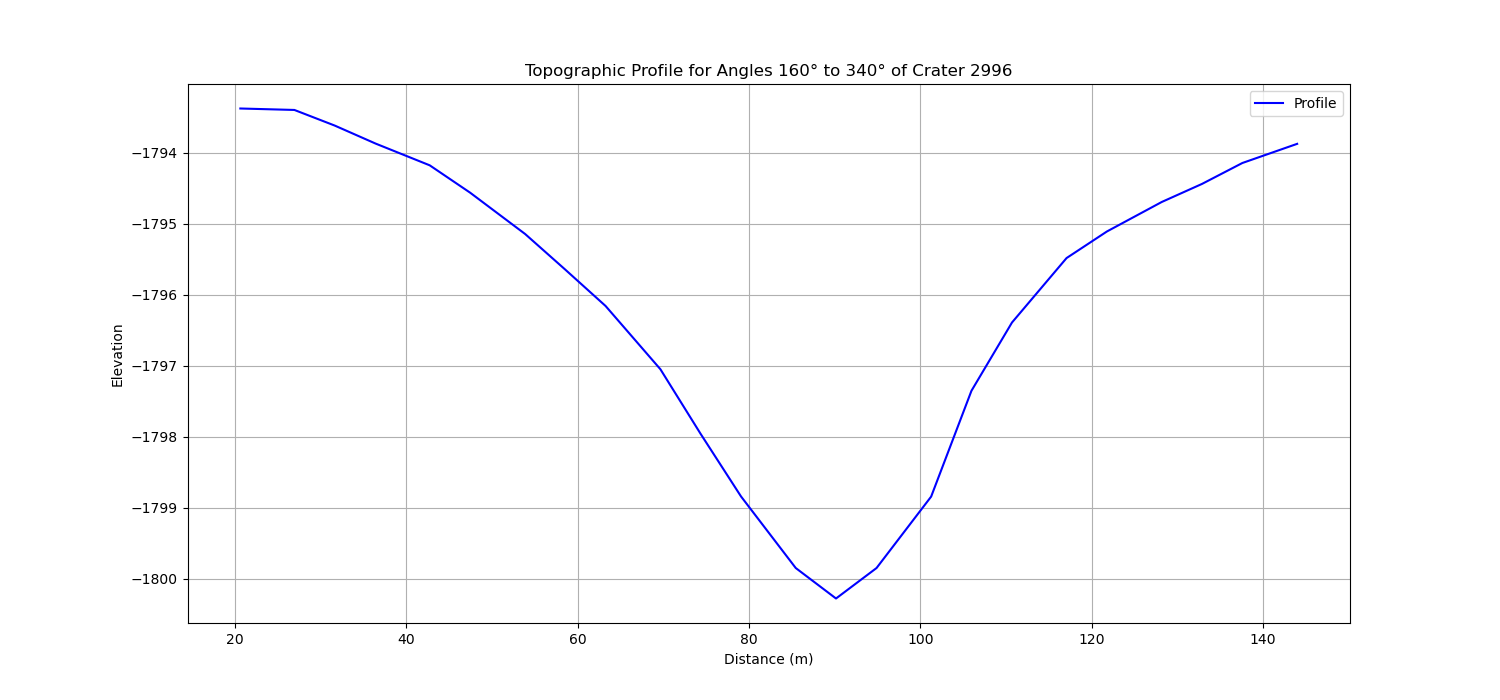 Topographic Profile for Angles 160° to 340° of Crater 2996
Profile
−1794
−1795
−1796
−1797
−1798
−1799
−1800
Elevation
20 40 60 80 100 120 140
Distance (m)